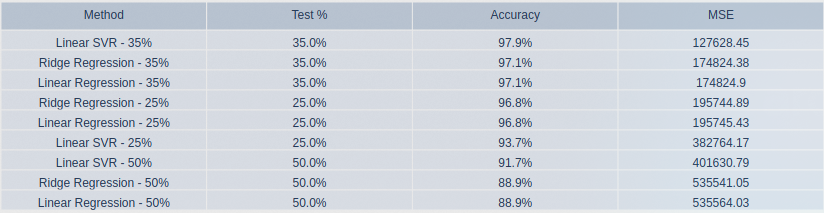 Method Test % Accuracy MSE
Linear SVR - 35% 35.0% 97.9% 127628.45
Ridge Regression - 35% 35.0% 97.1% 174824.38
Linear Regression - 35% 35.0% 97.1% 174824.9
Ridge Regression - 25% 25.0% 96.8% 195744.89
Linear Regression - 25% 25.0% 96.8% 195745.43
Linear SVR - 25% 25.0% 93.7% 382764.17
Linear SVR - 50% 50.0% 91.7% 401630.79
Ridge Regression - 50% 50.0% 88.9% 535541.05
Linear Regression - 50% 50.0% 88.9% 535564.03